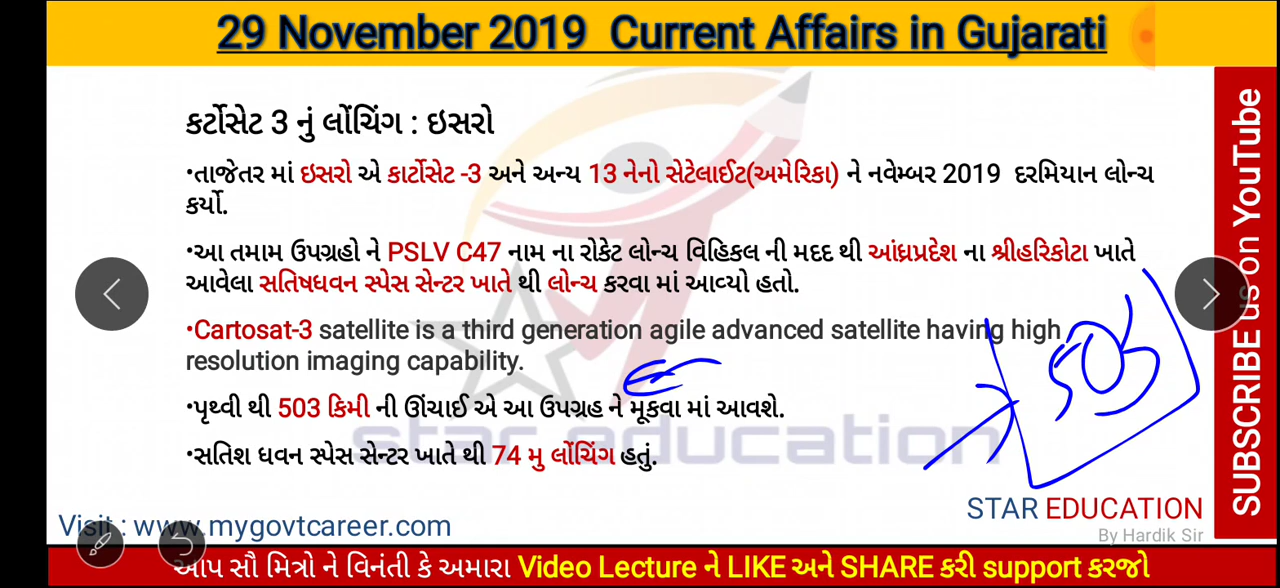 29 November 2019 Current Affairs in Gujarati
કર્ટોસેટ 3 નું લોંચિંગ : ઇસરો
•તાજેતર માં ઇસરો એ કાર્ટોસેટ -3 અને અન્ય 13 નેનો સેટેલાઈટ(અમેરિકા) ને નવેમ્બર 2019 દરમિયાન લોન્ચ
કર્યો.
•આ તમામ ઉપગ્રહો ને PSLV C47 નામ ના રોકેટ લોન્ચ વિહિકલ ની મદદ થી આંધ્રપ્રદેશ ના શ્રીહરિકોટા ખાતે
આવેલા સતિષધવન સ્પેસ સેન્ટર ખાતે થી લોન્ચ કરવા માં આવ્યો હતો.
•Cartosat-3 satellite is a third generation agile advanced satellite having high
resolution imaging capability.
•પૃથ્વી થી 503 કિમી ની ઊંચાઈ એ આ ઉપગ્રહ ને મૂકવા માં આવશે.
•સતિશ ધવન સ્પેસ સેન્ટર ખાતે થી 74 મુ લોંચિંગ હતું.
505
star education
STAR EDUCATION
By Hardik Sir
Visit : www.mygovtcareer.com
આપ સૌ મિત્રો ને વિનંતી કે અમારા Video Lecture ને LIKE અને SHARE કરી support કરજો
SUBSCRIBE us on YouTube